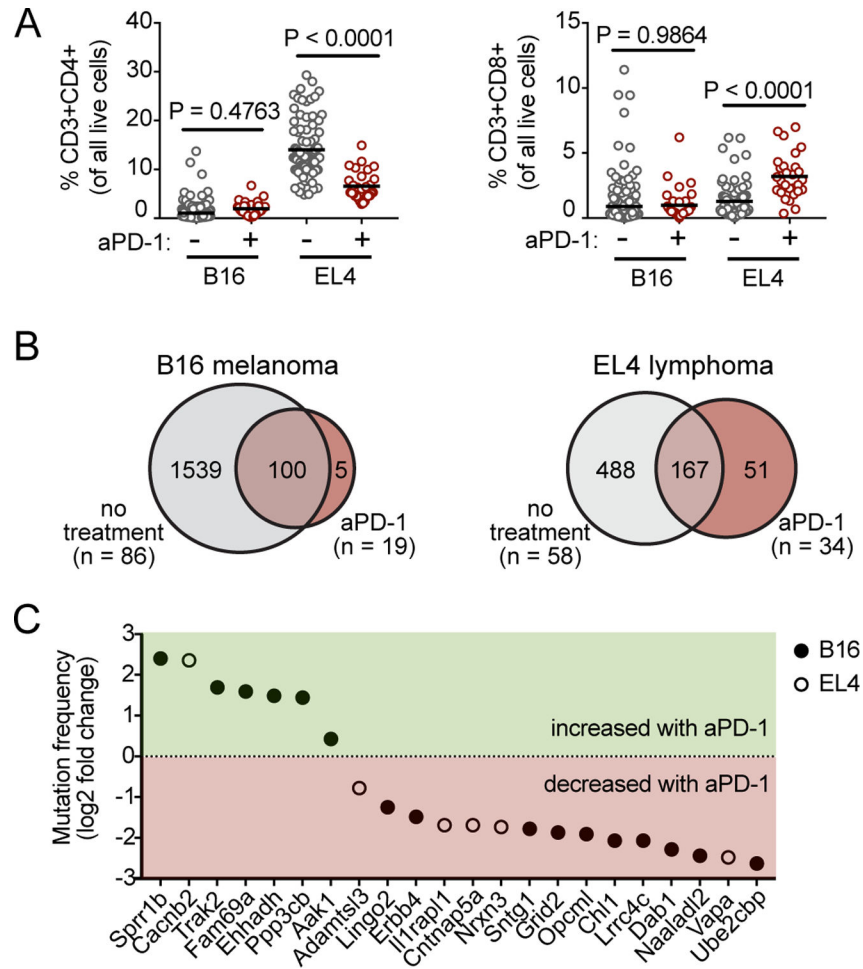 A
% CD3+CD4+
(of all live cells)
40
30
20
10
0
P = 0.4763
P < 0.0001
aPD-1: - + - +
B16 EL4
% CD3+CD8+
(of all live cells)
15
10
5
0
P = 0.9864
P < 0.0001
aPD-1: - + - +
B16 EL4
B
B16 melanoma
1539 100 5
no
treatment
(n = 86)
aPD-1
(n = 19)
EL4 lymphoma
488 167 51
no
treatment
(n = 58)
aPD-1
(n = 34)
C
Mutation frequency
(log2 fold change)
3
2
1
0
-1
-2
-3
increased with aPD-1
decreased with aPD-1
B16
EL4
Sprr1b
Cacnb2
Trak2
Fam69a
Ehhadh
Ppp3cb
Aak1
Adamtsl3
Lingo2
Erbb4
Il1rapl1
Cntnap5a
Nrxn3
Sntg1
Grid2
Opcml
Chl1
Lrrc4c
Dab1
Naaladl2
Vapa
Ube2cbp